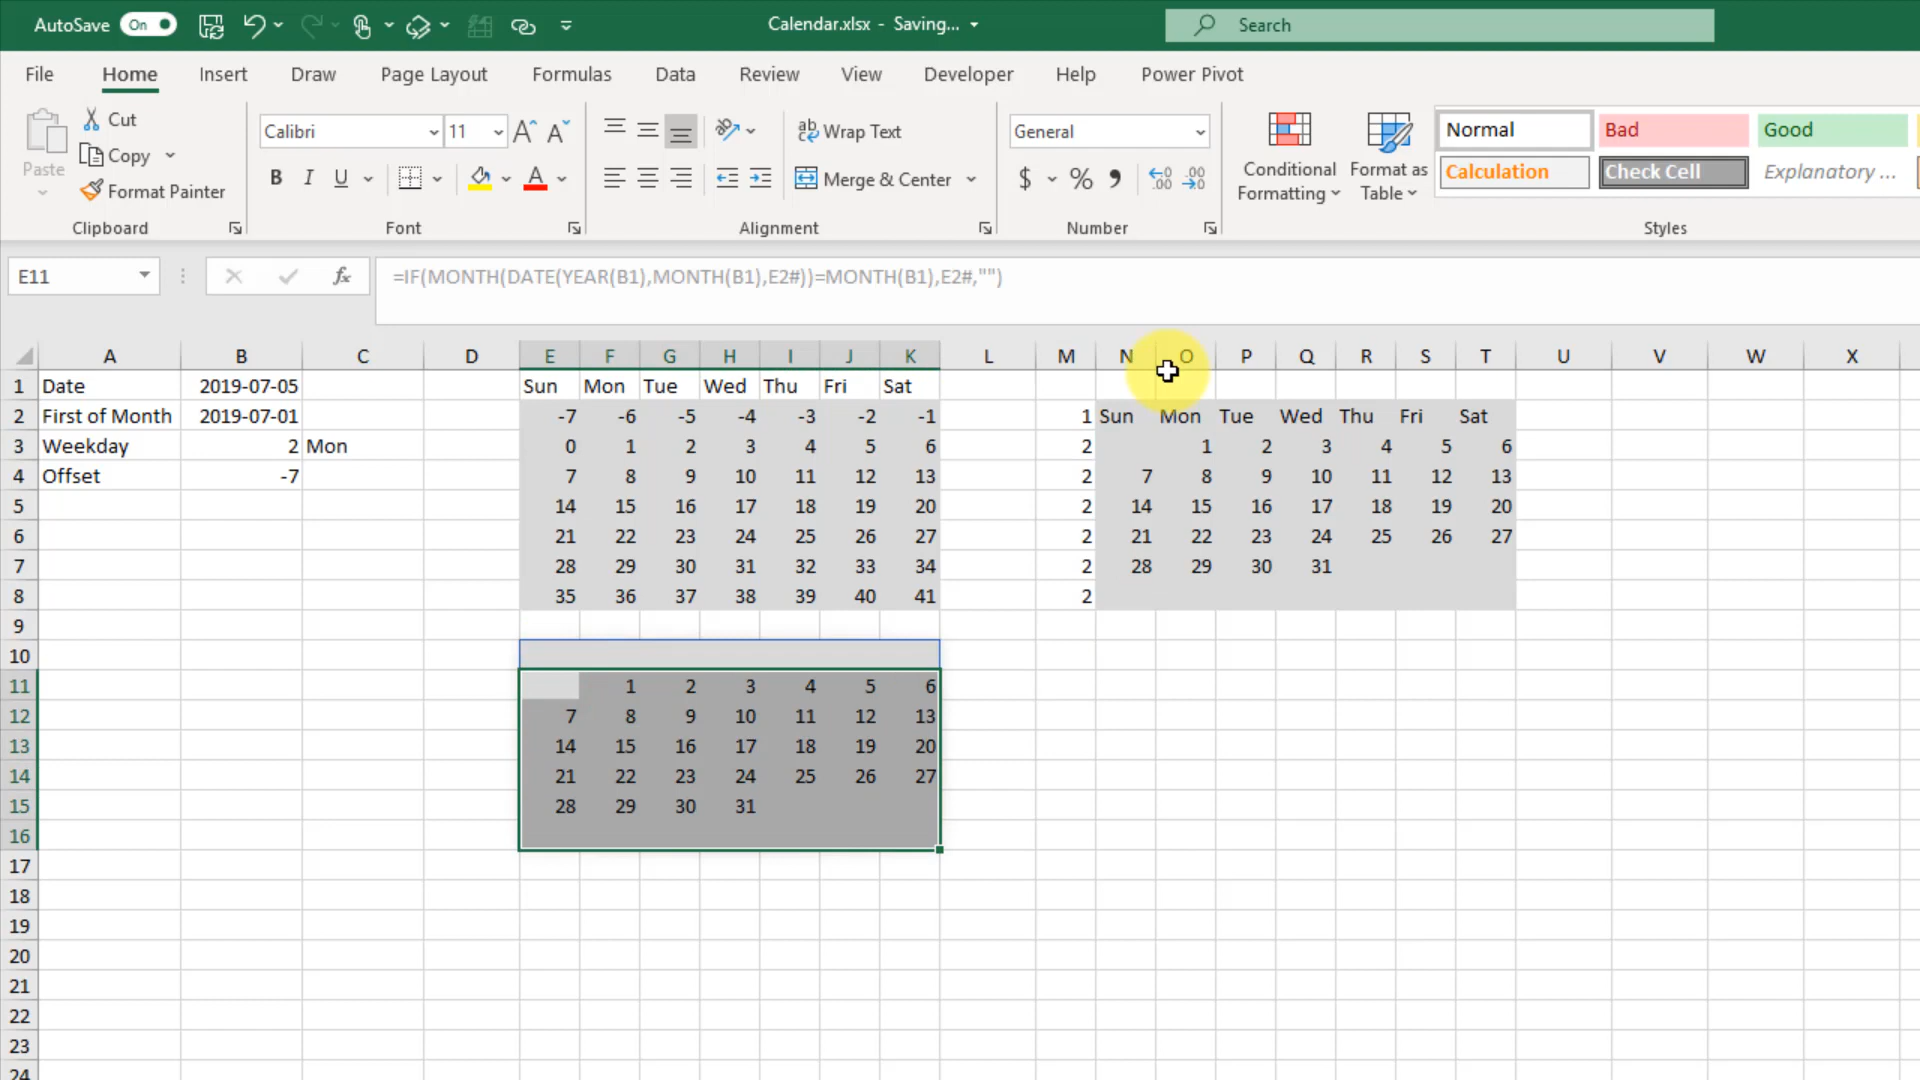 AutoSave On Calendar.xlsx - Saving... Search
File Home Insert Draw Page Layout Formulas Data Review View Developer Help Power Pivot
Cut
Copy
Format Painter
Paste
Clipboard
Calibri 11
B I U A
Font
Wrap Text
Merge & Center
Alignment
General
$ % , .00 .00
Number
Conditional Formatting
Format as Table
Normal Bad Good
Calculation Check Cell Explanatory ...
Styles
E11 fx =IF(MONTH(DATE(YEAR(B1),MONTH(B1),E2#))=MONTH(B1),E2#,"")
A B C D E F G H I J K L M N O P Q R S T U V W X
1 Date 2019-07-05 Sun Mon Tue Wed Thu Fri Sat
2 First of Month 2019-07-01 -7 -6 -5 -4 -3 -2 -1 1 Sun Mon Tue Wed Thu Fri Sat
3 Weekday 2 Mon 0 1 2 3 4 5 6 2 1 2 3 4 5 6
4 Offset -7 7 8 9 10 11 12 13 2 7 8 9 10 11 12 13
5 14 15 16 17 18 19 20 2 14 15 16 17 18 19 20
6 21 22 23 24 25 26 27 2 21 22 23 24 25 26 27
7 28 29 30 31 32 33 34 2 28 29 30 31
8 35 36 37 38 39 40 41 2
9
10
11 1 2 3 4 5 6
12 7 8 9 10 11 12 13
13 14 15 16 17 18 19 20
14 21 22 23 24 25 26 27
15 28 29 30 31
16
17
18
19
20
21
22
23
24